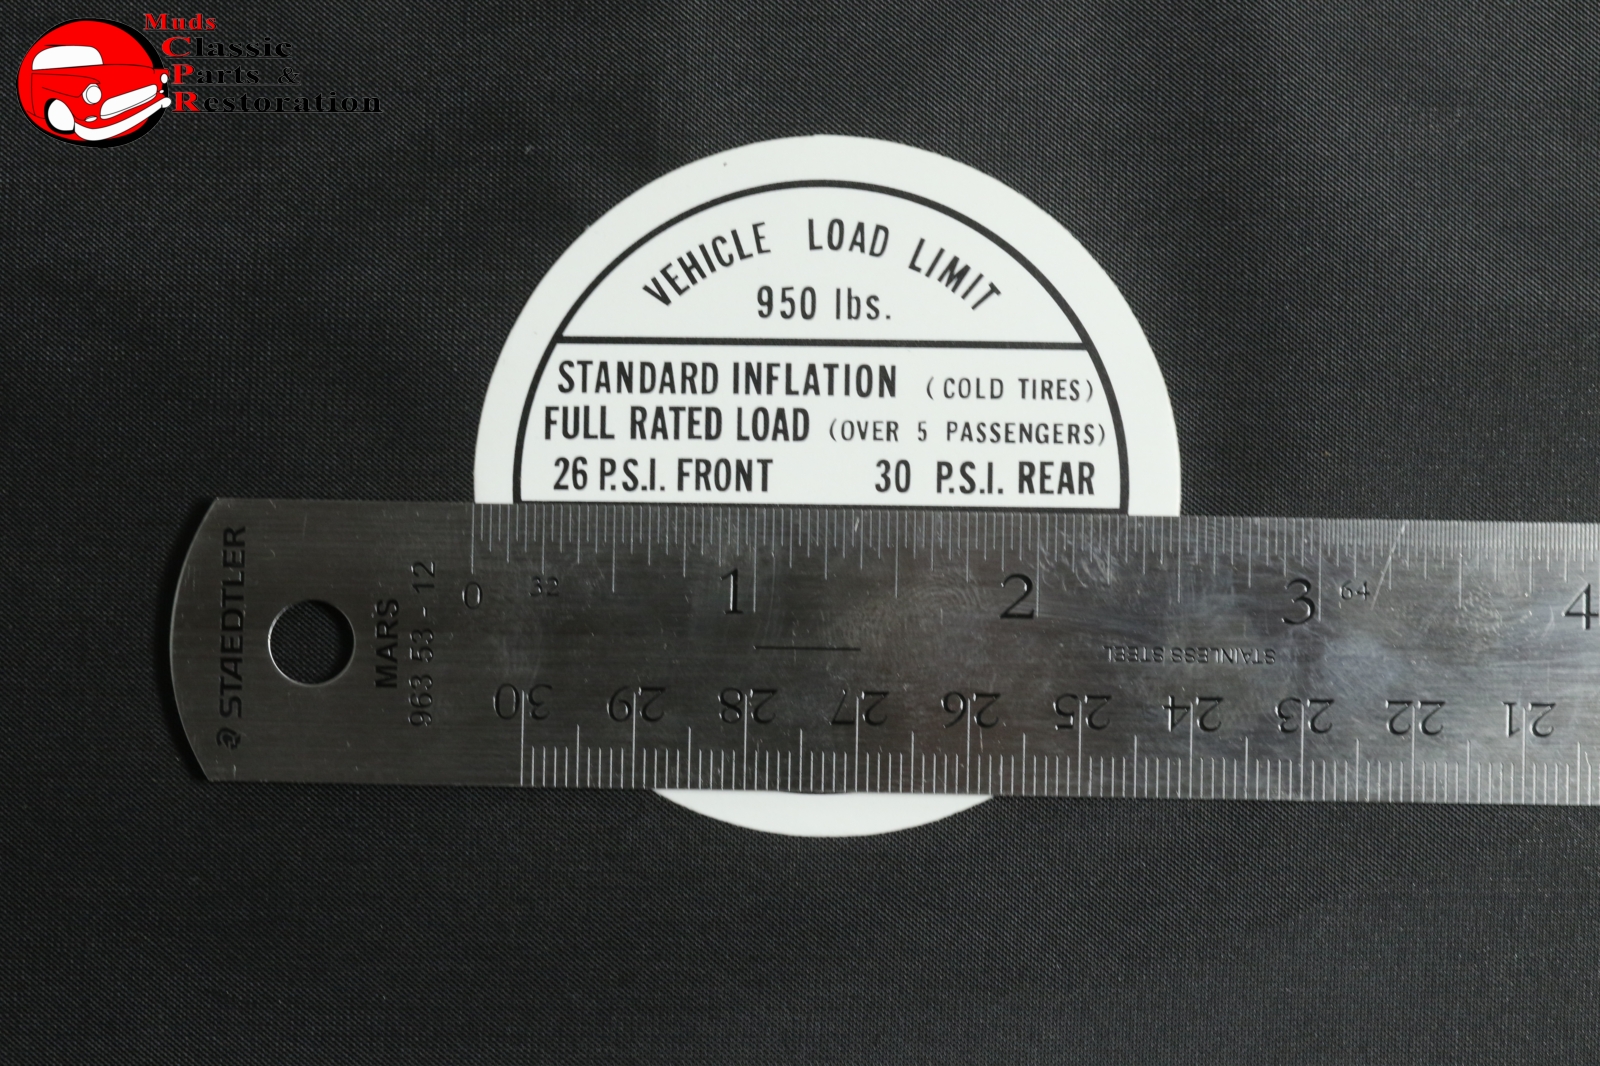 Muds
Classic
Parts &
Restoration
VEHICLE LOAD LIMIT
950 lbs.
STANDARD INFLATION (COLD TIRES)
FULL RATED LOAD (OVER 5 PASSENGERS)
26 P.S.I. FRONT 30 P.S.I. REAR
STAEDTLER
MARS
963 53 - 12
0 32 1 2 3 64 4
STAINLESS STEEL
30 29 28 27 26 25 24 23 22 21